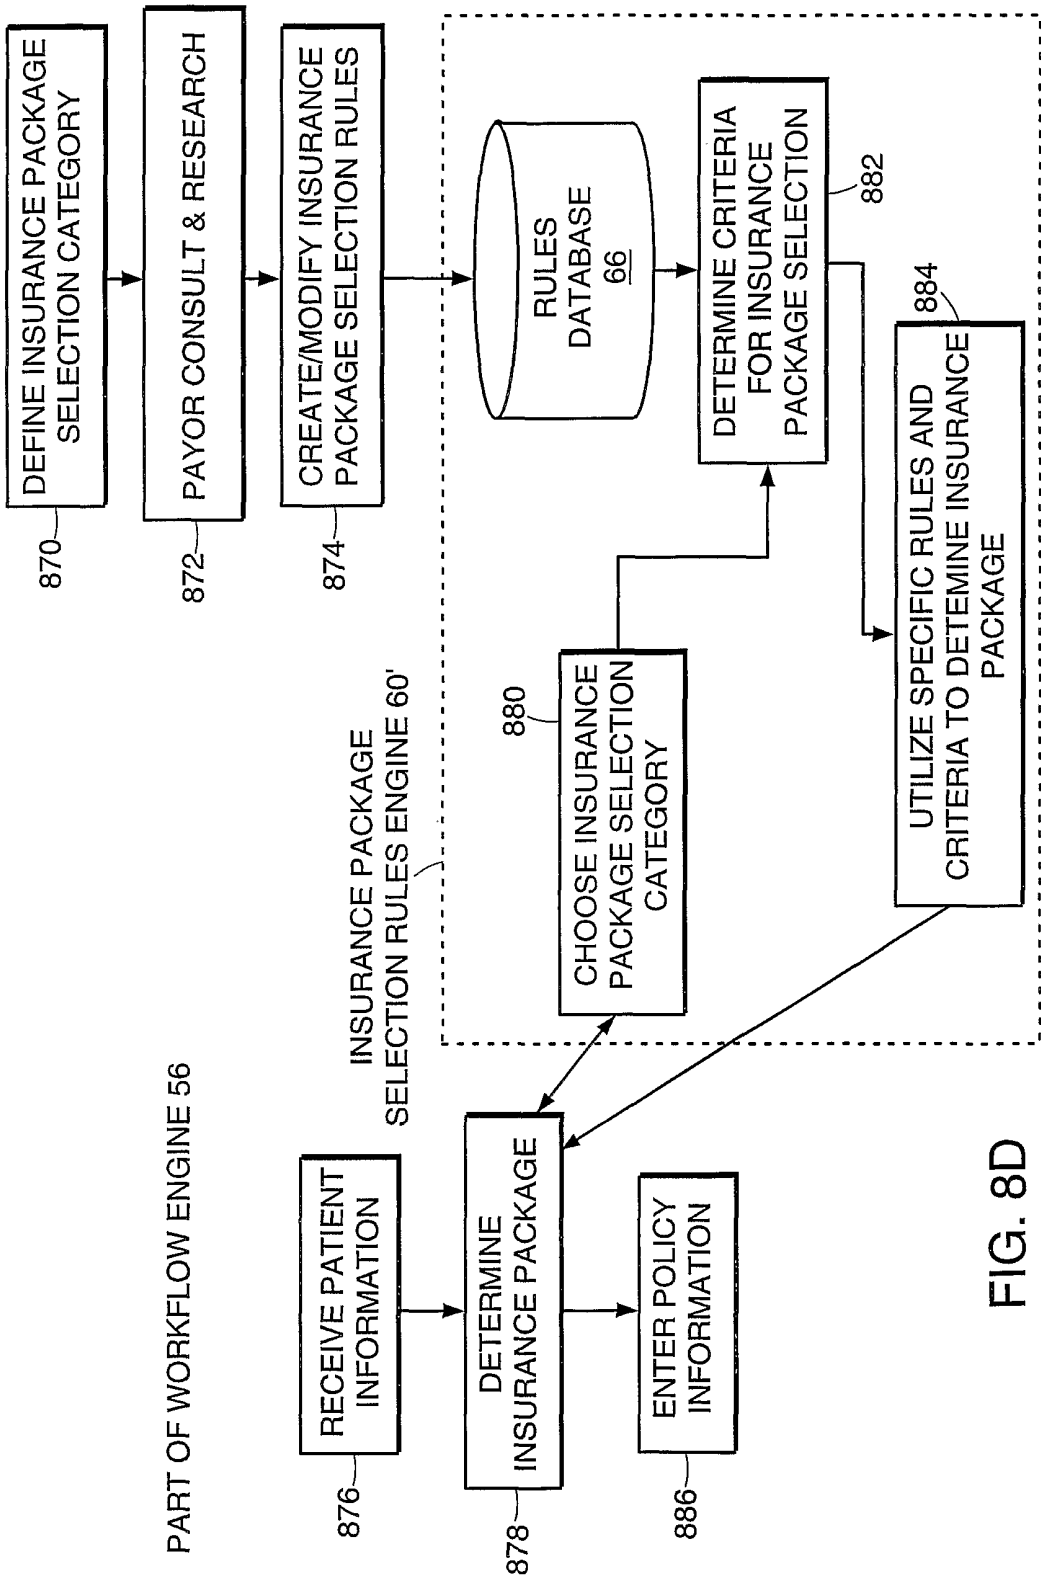 PART OF WORKFLOW ENGINE 56
876
RECEIVE PATIENT
INFORMATION
878
DETERMINE
INSURANCE PACKAGE
886
ENTER POLICY
INFORMATION
INSURANCE PACKAGE
SELECTION RULES ENGINE 60'
880
CHOOSE INSURANCE
PACKAGE SELECTION
CATEGORY
870
DEFINE INSURANCE PACKAGE
SELECTION CATEGORY
872
PAYOR CONSULT & RESEARCH
874
CREATE/MODIFY INSURANCE
PACKAGE SELECTION RULES
RULES
DATABASE
66
DETERMINE CRITERIA
FOR INSURANCE
PACKAGE SELECTION
882
884
UTILIZE SPECIFIC RULES AND
CRITERIA TO DETEMINE INSURANCE
PACKAGE
FIG. 8D